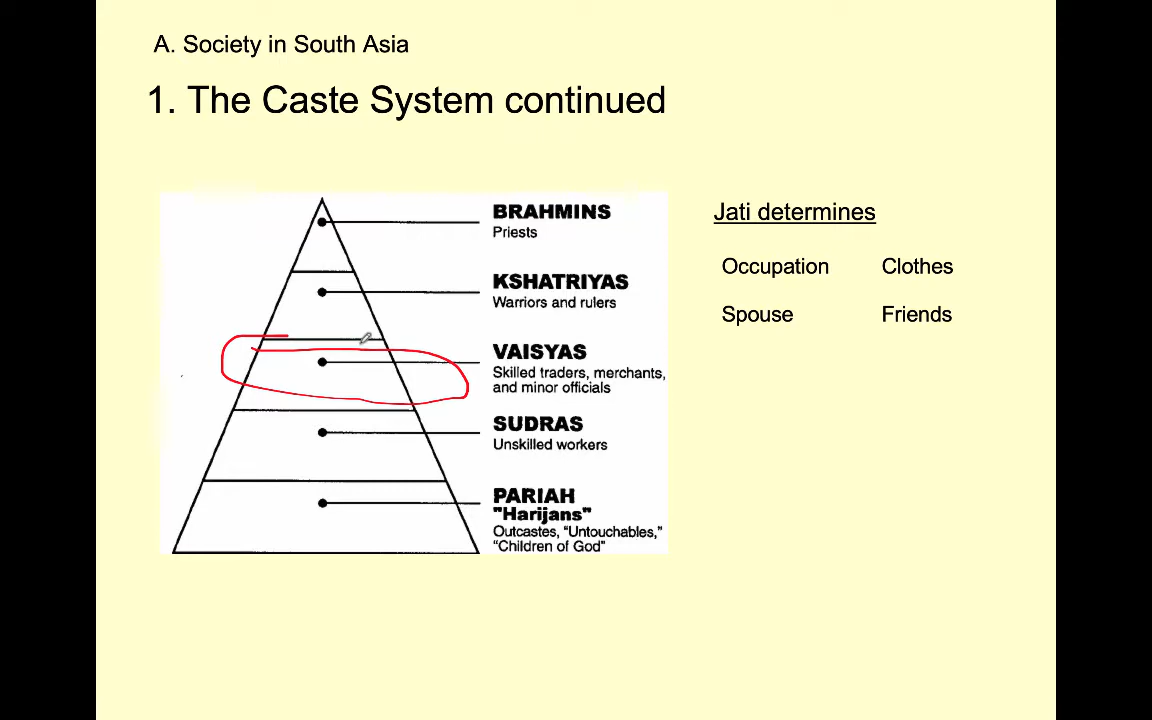 A. Society in South Asia
1. The Caste System continued
BRAHMINS
Priests
KSHATRIYAS
Warriors and rulers
VAISYAS
Skilled traders, merchants,
and minor officials
SUDRAS
Unskilled workers
PARIAH
"Harijans"
Outcastes, "Untouchables,"
"Children of God"
Jati determines
Occupation Clothes
Spouse Friends